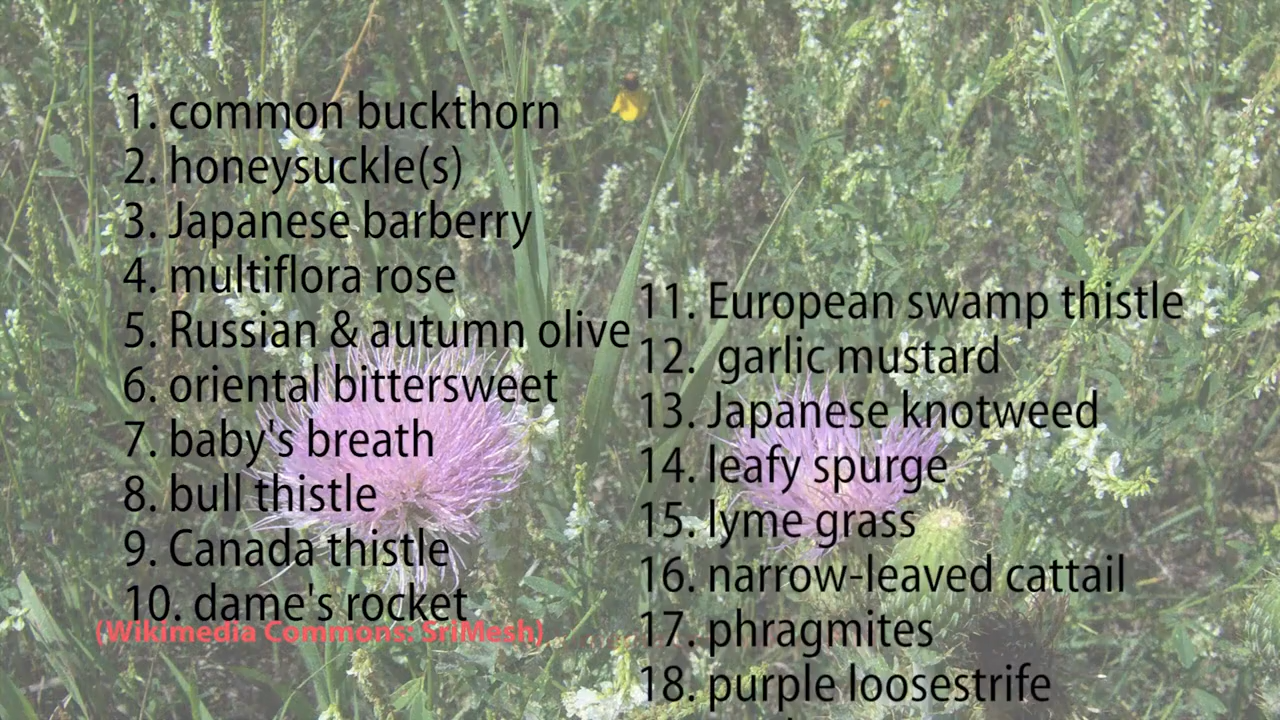 1. common buckthorn
2. honeysuckle(s)
3. Japanese barberry
4. multiflora rose
5. Russian & autumn olive
6. oriental bittersweet
7. baby's breath
8. bull thistle
9. Canada thistle
10. dame's rocket
(Wikimedia Commons: SriMesh)
11. European swamp thistle
12. garlic mustard
13. Japanese knotweed
14. leafy spurge
15. lyme grass
16. narrow-leaved cattail
17. phragmites
18. purple loosestrife